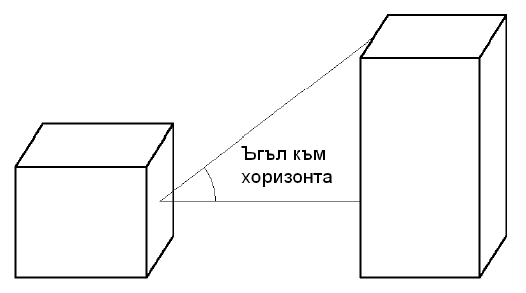 Ъгъл към
хоризонта